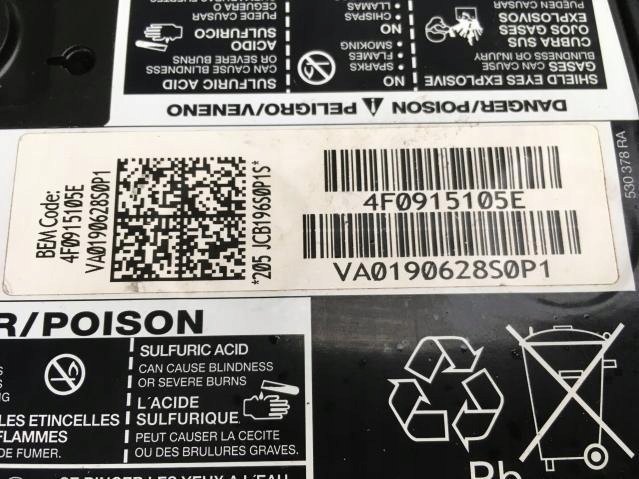 DANGER/POISON ⚠ PELIGRO/VENENO
SHIELD EYES EXPLOSIVE
GASES CAN CAUSE
BLINDNESS OR INJURY
CUBRA SUS
OJOS GASES
EXPLOSIVOS
PUEDEN CAUSAR
NO
• SPARKS
• FLAMES
• SMOKING
NO
• CHISPAS
• LLAMAS
SULFURIC ACID
CAN CAUSE BLINDNESS
OR SEVERE BURNS
ACIDO
SULFURICO
PUEDE CAUSAR
CEGUERA O
530 378 RA
BEM Code:
4F0915105E
VA0190628S0P1
*205 JCB196S0P1S*
4F0915105E
VA0190628S0P1
R/POISON
SULFURIC ACID
CAN CAUSE BLINDNESS
OR SEVERE BURNS
L'ACIDE
SULFURIQUE
PEUT CAUSER LA CECITE
OU DES BRULURES GRAVES.
LES ETINCELLES
FLAMMES
DE FUMER.
Pb